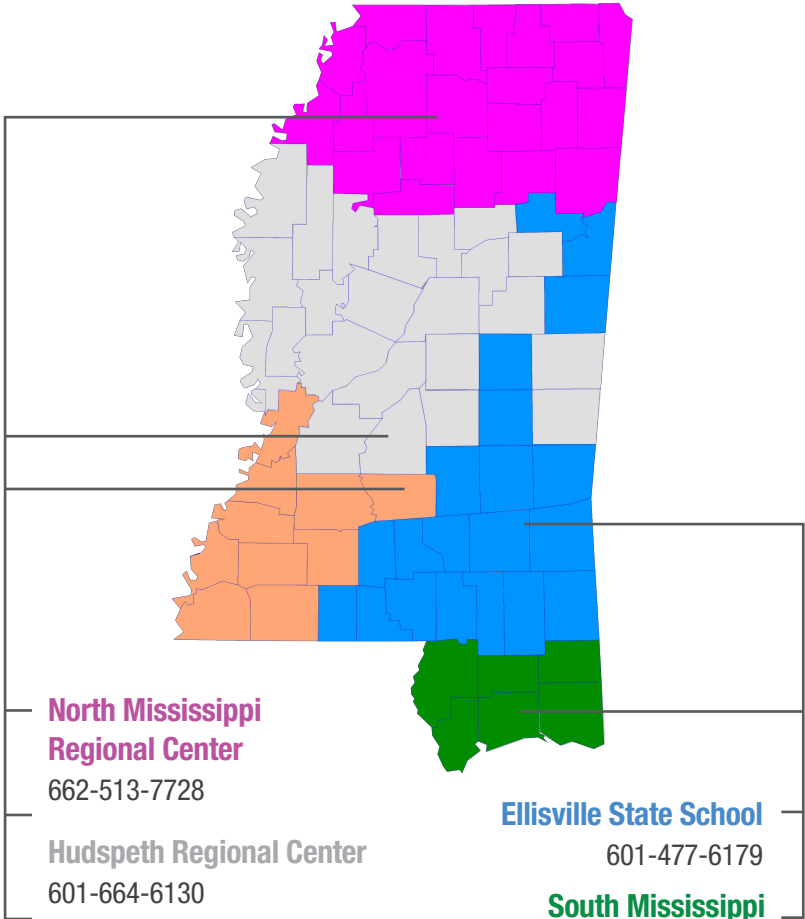 North Mississippi
Regional Center
662-513-7728
Hudspeth Regional Center
601-664-6130
Ellisville State School
601-477-6179
South Mississippi